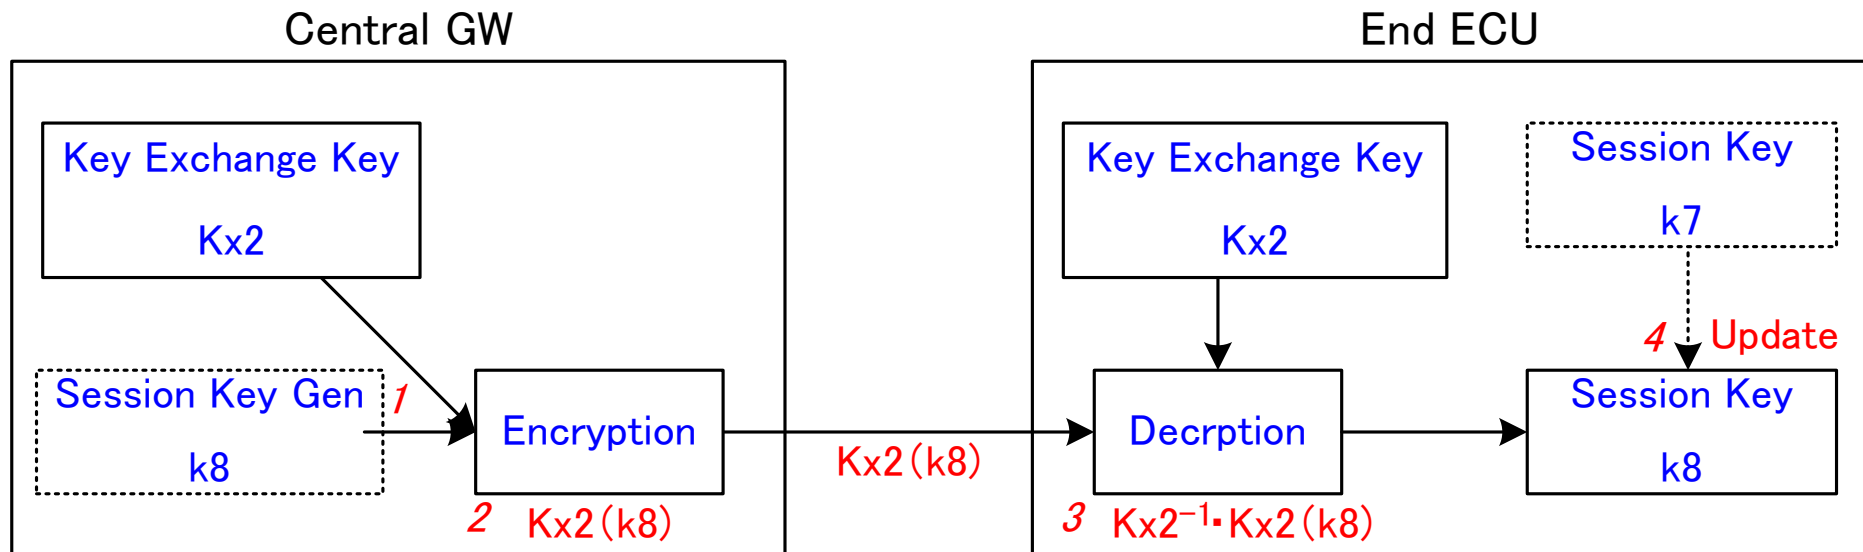 Central GW
End ECU
Key Exchange Key
Kx2
Session Key Gen
k8
1
Encryption
2
Kx2(k8)
Kx2(k8)
Key Exchange Key
Kx2
Session Key
k7
4
Update
Decrption
3
Kx2⁻¹·Kx2(k8)
Session Key
k8